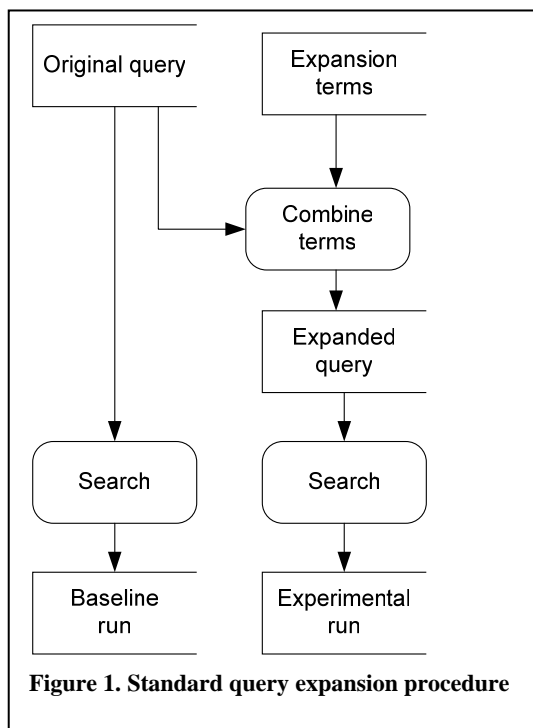 Original query
Expansion
terms
Combine
terms
Expanded
query
Search
Search
Baseline
run
Experimental
run
Figure 1. Standard query expansion procedure